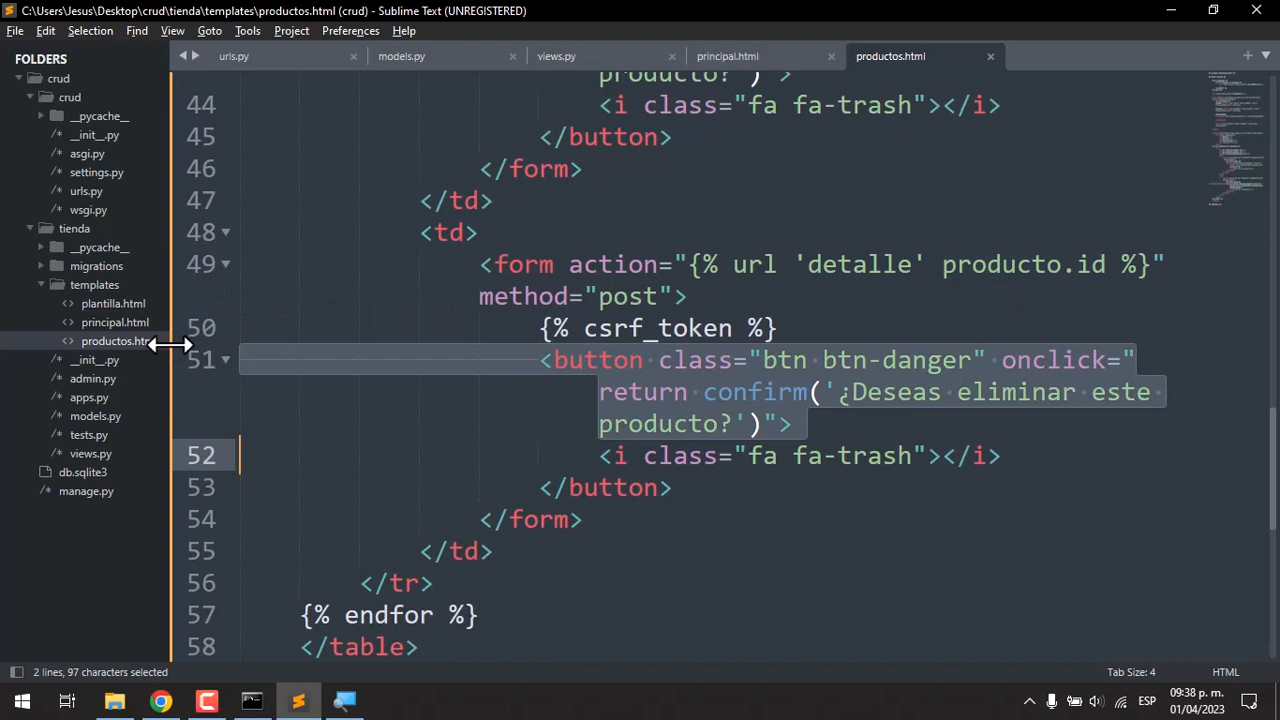 C:\Users\Jesus\Desktop\crud\tienda\templates\productos.html (crud) - Sublime Text (UNREGISTERED)
File Edit Selection Find View Goto Tools Project Preferences Help
FOLDERS
crud
crud
__pycache__
__init__.py
asgi.py
settings.py
urls.py
wsgi.py
tienda
__pycache__
migrations
templates
plantilla.html
principal.html
productos.htm
__init__.py
admin.py
apps.py
models.py
tests.py
views.py
db.sqlite3
manage.py
urls.py models.py views.py principal.html productos.html
producto?')">
44 <i class="fa fa-trash"></i>
45 </button>
46 </form>
47 </td>
48 <td>
49 <form action="{% url 'detalle' producto.id %}"
method="post">
50 {% csrf_token %}
51 <button class="btn btn-danger" onclick="
return confirm('¿Deseas eliminar este
producto?')">
52 <i class="fa fa-trash"></i>
53 </button>
54 </form>
55 </td>
56 </tr>
57 {% endfor %}
58 </table>
2 lines, 97 characters selected Tab Size: 4 HTML
ESP 09:38 p. m.
01/04/2023